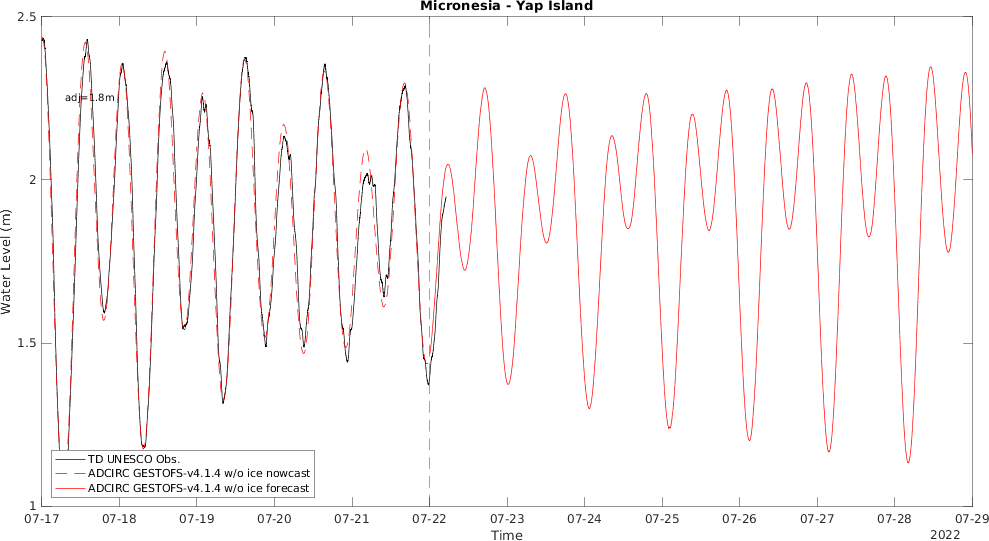 Micronesia - Yap Island
2.5
adj=1.8m
2
Water Level (m)
1.5
TD UNESCO Obs.
ADCIRC GESTOFS-v4.1.4 w/o ice nowcast
ADCIRC GESTOFS-v4.1.4 w/o ice forecast
1
07-17 07-18 07-19 07-20 07-21 07-22 07-23 07-24 07-25 07-26 07-27 07-28 07-29
Time
2022